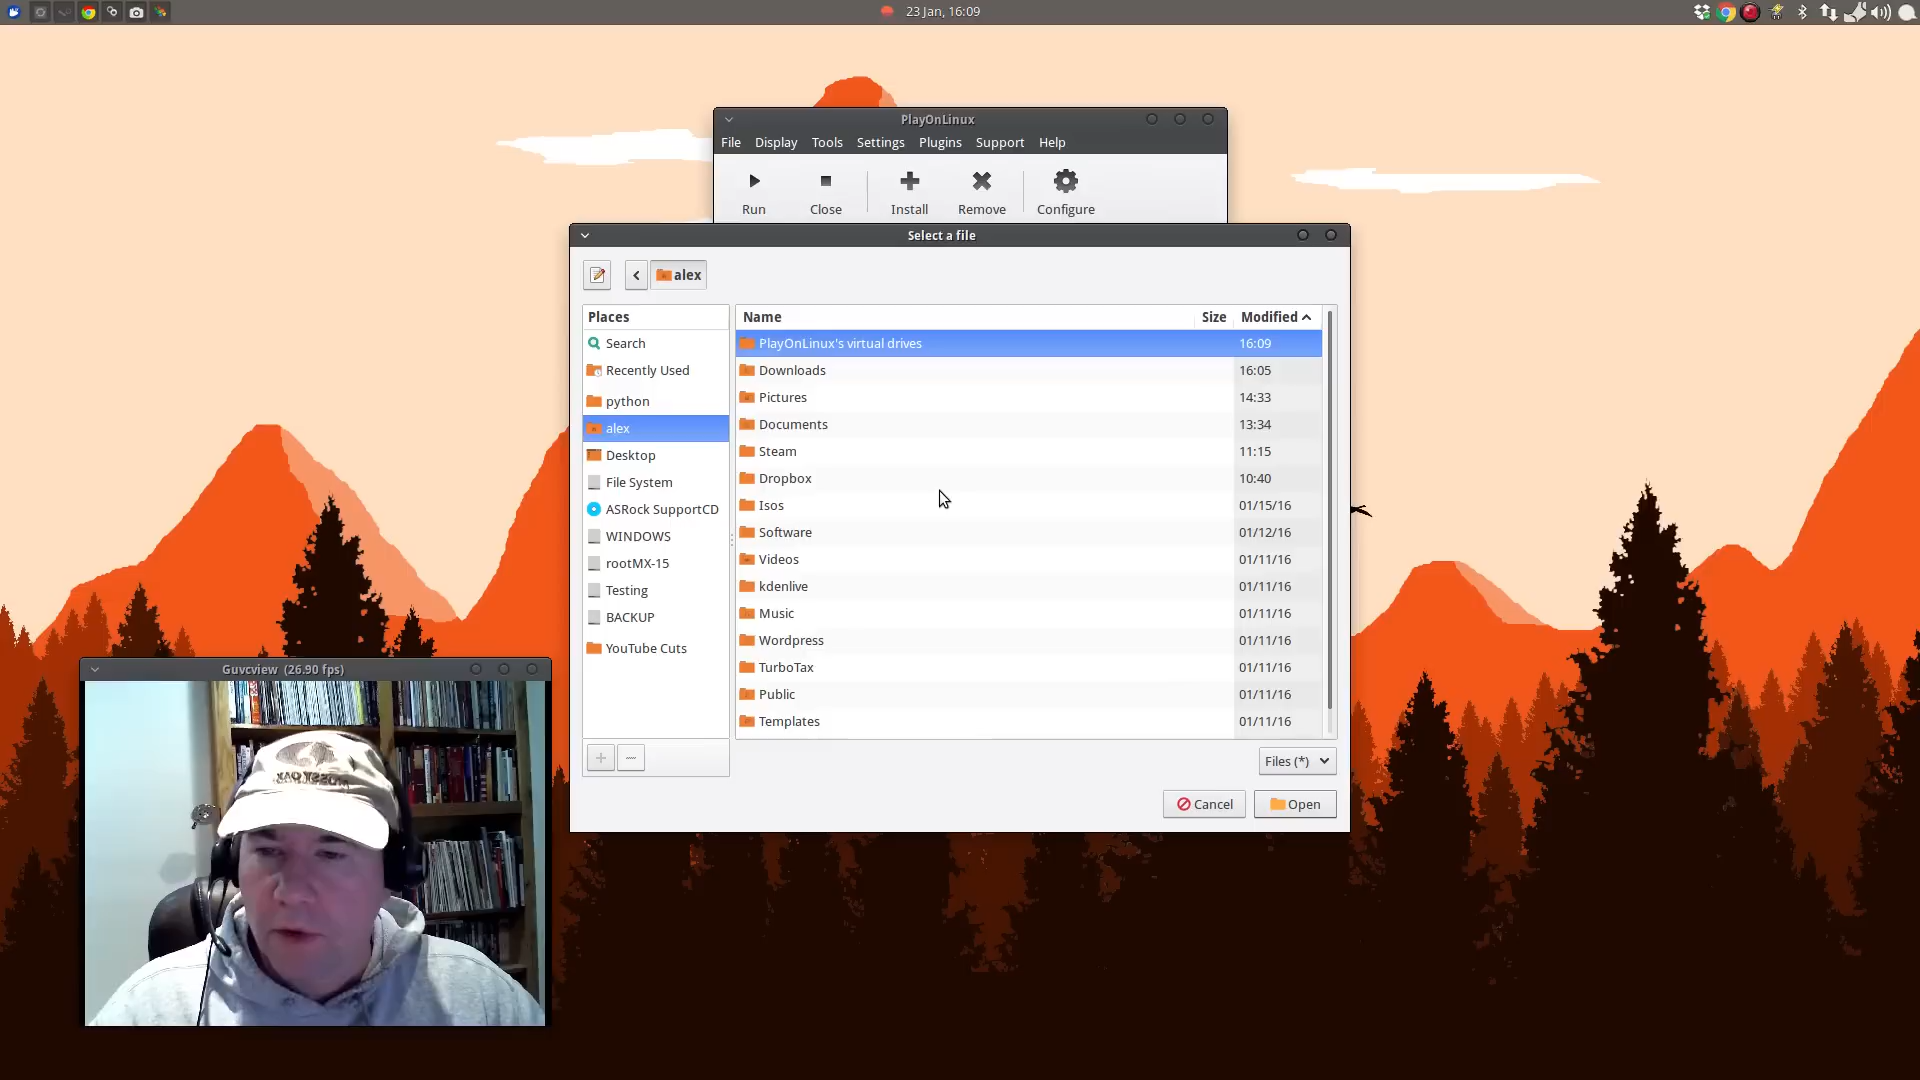 23 Jan, 16:09
PlayOnLinux
File Display Tools Settings Plugins Support Help
Run Close Install Remove Configure
Select a file
alex
Places
Search
Recently Used
python
alex
Desktop
File System
ASRock SupportCD
WINDOWS
rootMX-15
Testing
BACKUP
YouTube Cuts
Name Size Modified
PlayOnLinux's virtual drives 16:09
Downloads 16:05
Pictures 14:33
Documents 13:34
Steam 11:15
Dropbox 10:40
Isos 01/15/16
Software 01/12/16
Videos 01/11/16
kdenlive 01/11/16
Music 01/11/16
Wordpress 01/11/16
TurboTax 01/11/16
Public 01/11/16
Templates 01/11/16
Files (*)
Cancel Open
Guvcview (26.90 fps)